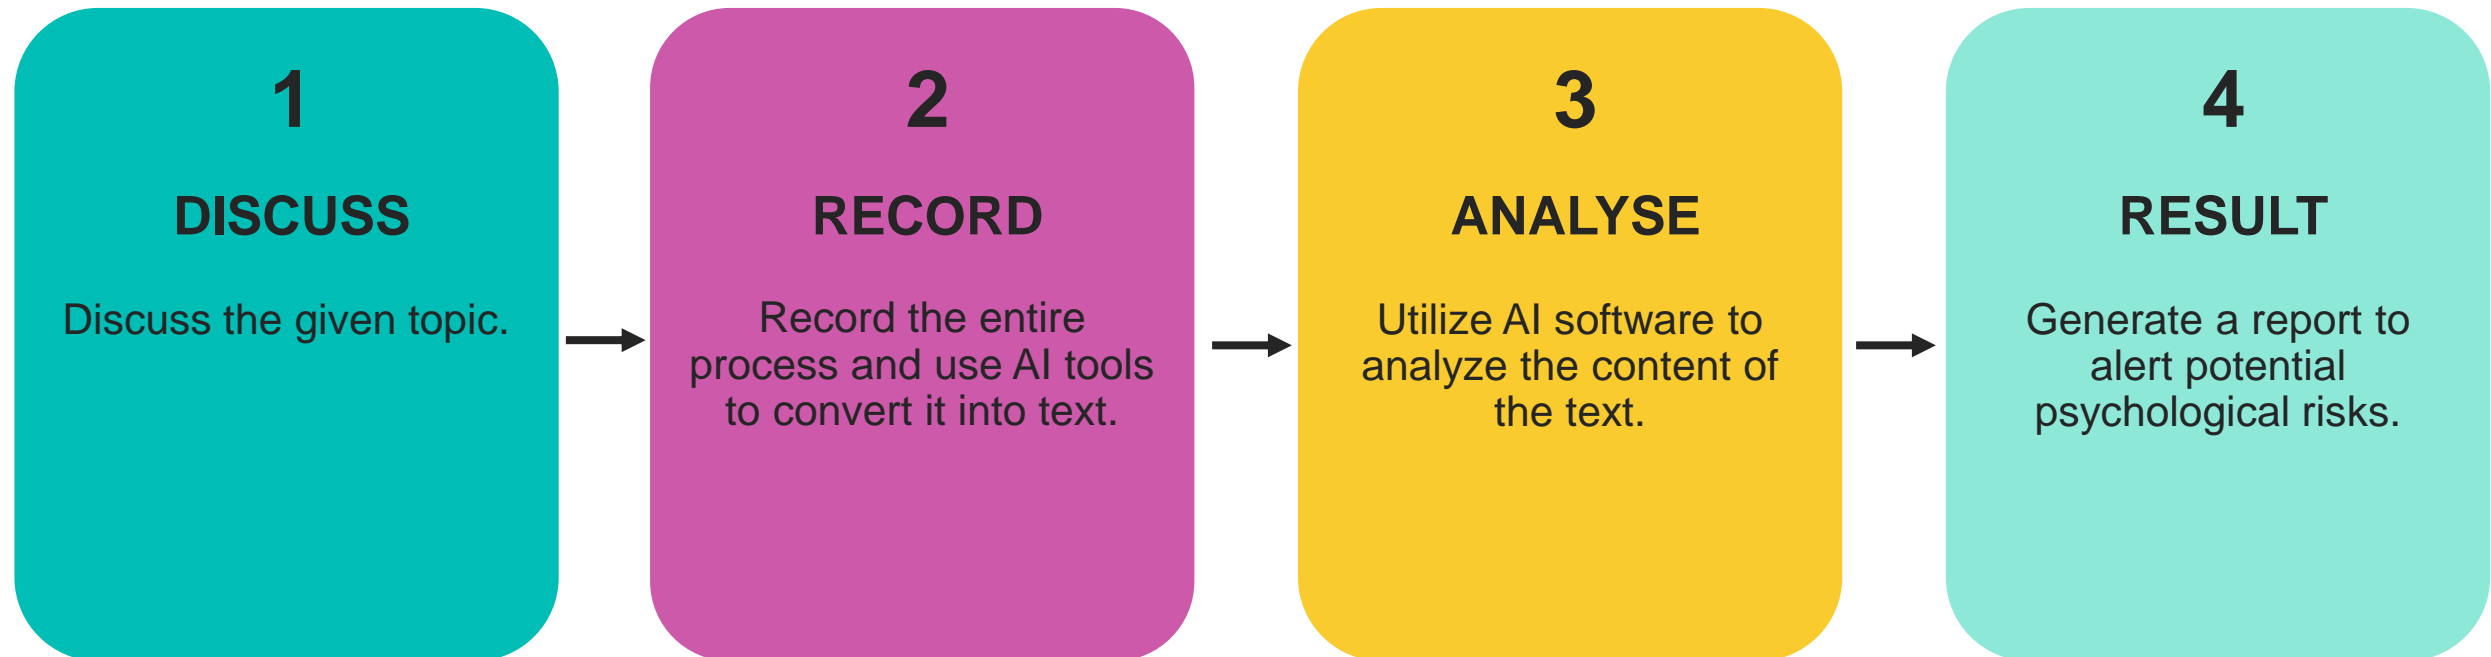 1
DISCUSS
Discuss the given topic.
2
RECORD
Record the entire
process and use AI tools
to convert it into text.
3
ANALYSE
Utilize AI software to
analyze the content of
the text.
4
RESULT
Generate a report to
alert potential
psychological risks.